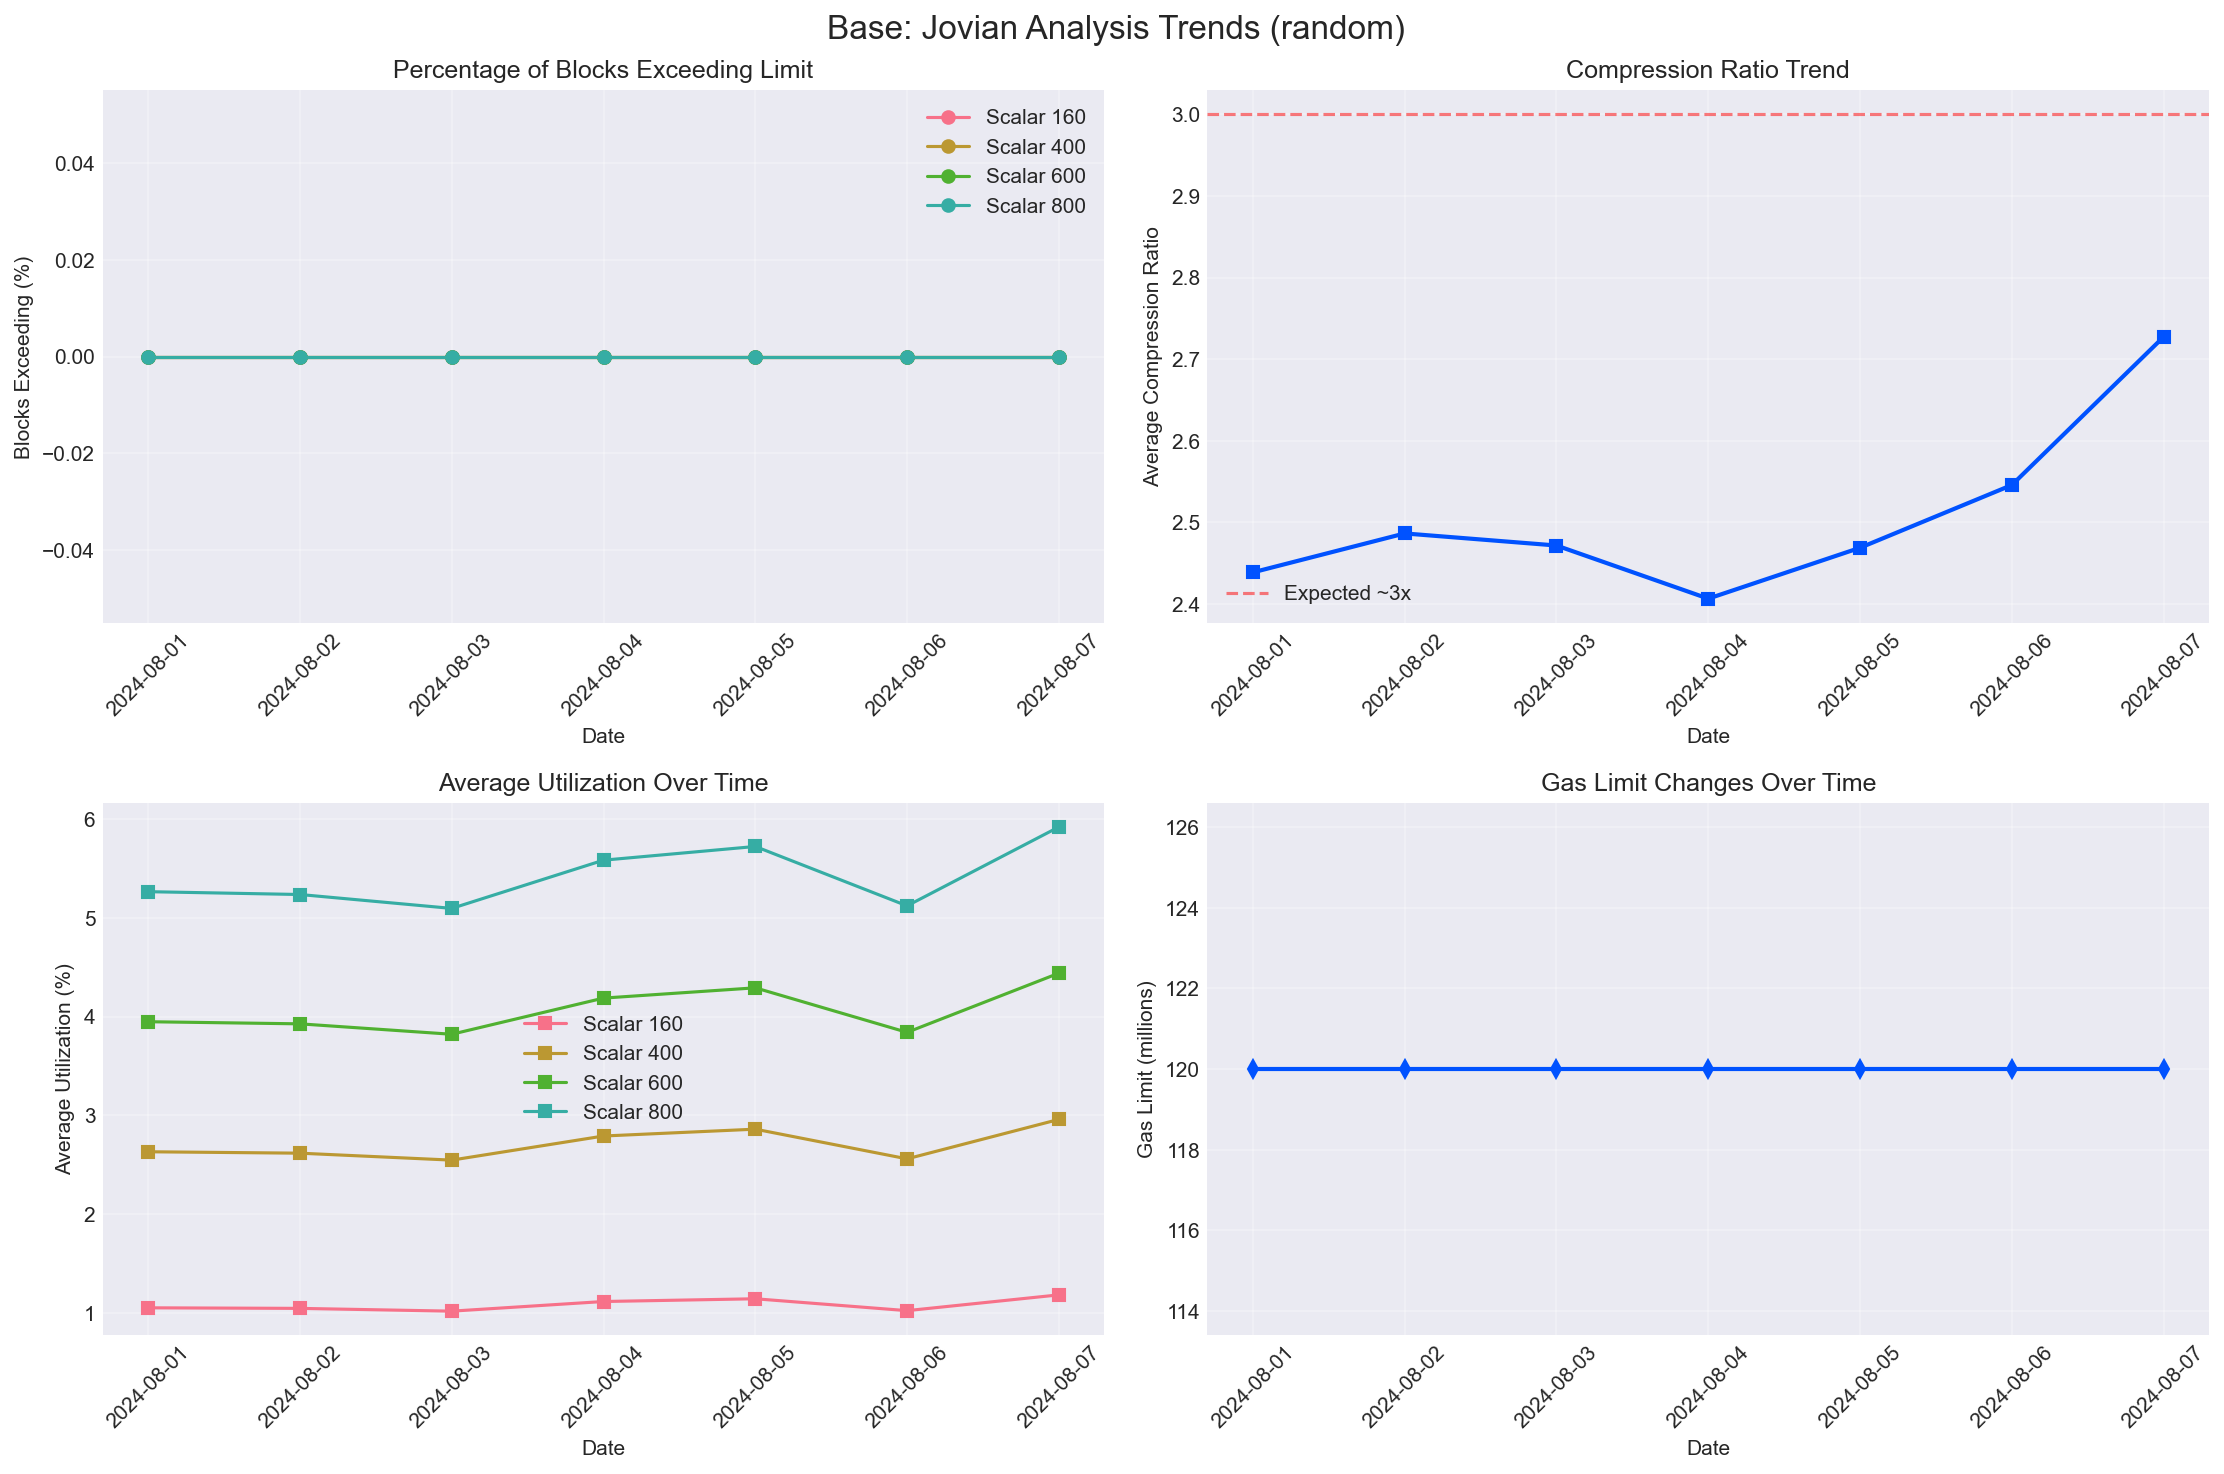 Base: Jovian Analysis Trends (random)
Percentage of Blocks Exceeding Limit
Blocks Exceeding (%)
0.04
0.02
0.00
−0.02
−0.04
Scalar 160
Scalar 400
Scalar 600
Scalar 800
2024-08-01
2024-08-02
2024-08-03
2024-08-04
2024-08-05
2024-08-06
2024-08-07
Date
Compression Ratio Trend
Average Compression Ratio
3.0
2.9
2.8
2.7
2.6
2.5
2.4
Expected ~3x
2024-08-01
2024-08-02
2024-08-03
2024-08-04
2024-08-05
2024-08-06
2024-08-07
Date
Average Utilization Over Time
Average Utilization (%)
6
5
4
3
2
1
Scalar 160
Scalar 400
Scalar 600
Scalar 800
2024-08-01
2024-08-02
2024-08-03
2024-08-04
2024-08-05
2024-08-06
2024-08-07
Date
Gas Limit Changes Over Time
Gas Limit (millions)
126
124
122
120
118
116
114
2024-08-01
2024-08-02
2024-08-03
2024-08-04
2024-08-05
2024-08-06
2024-08-07
Date